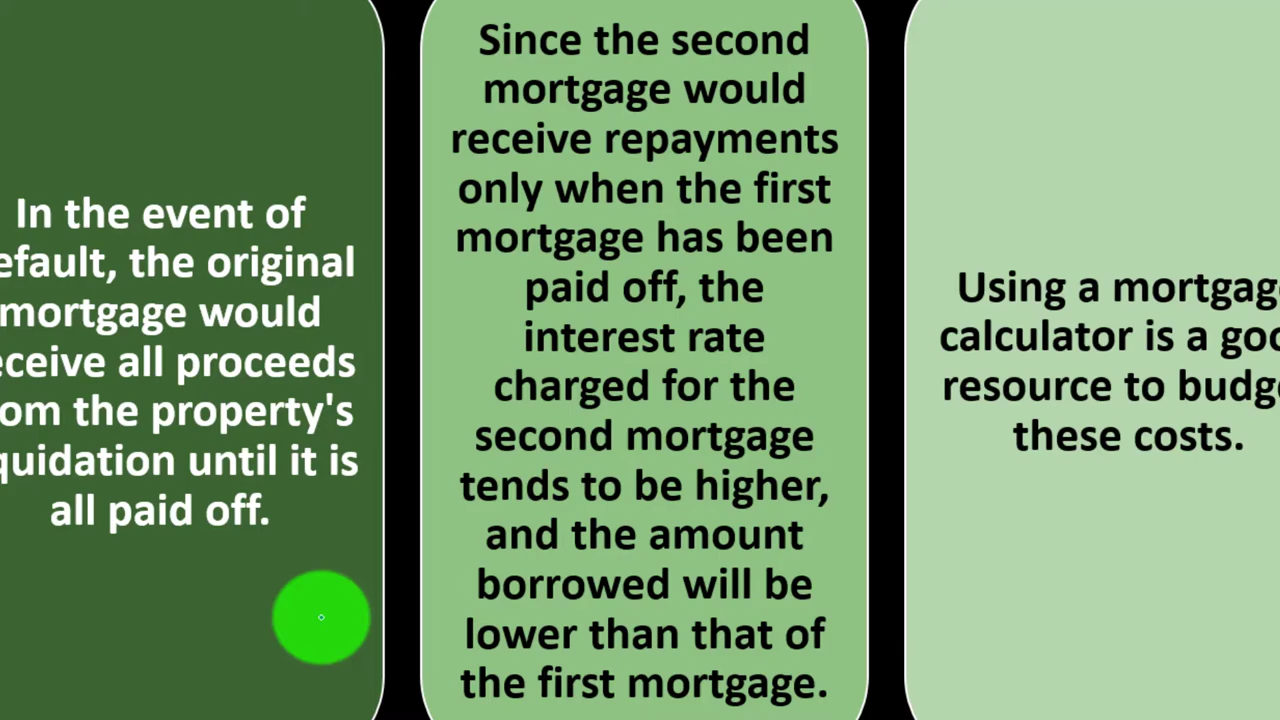 In the event of
efault, the original
mortgage would
eceive all proceeds
om the property's
quidation until it is
all paid off.
Since the second
mortgage would
receive repayments
only when the first
mortgage has been
paid off, the
interest rate
charged for the
second mortgage
tends to be higher,
and the amount
borrowed will be
lower than that of
the first mortgage.
Using a mortgag
calculator is a goo
resource to budge
these costs.